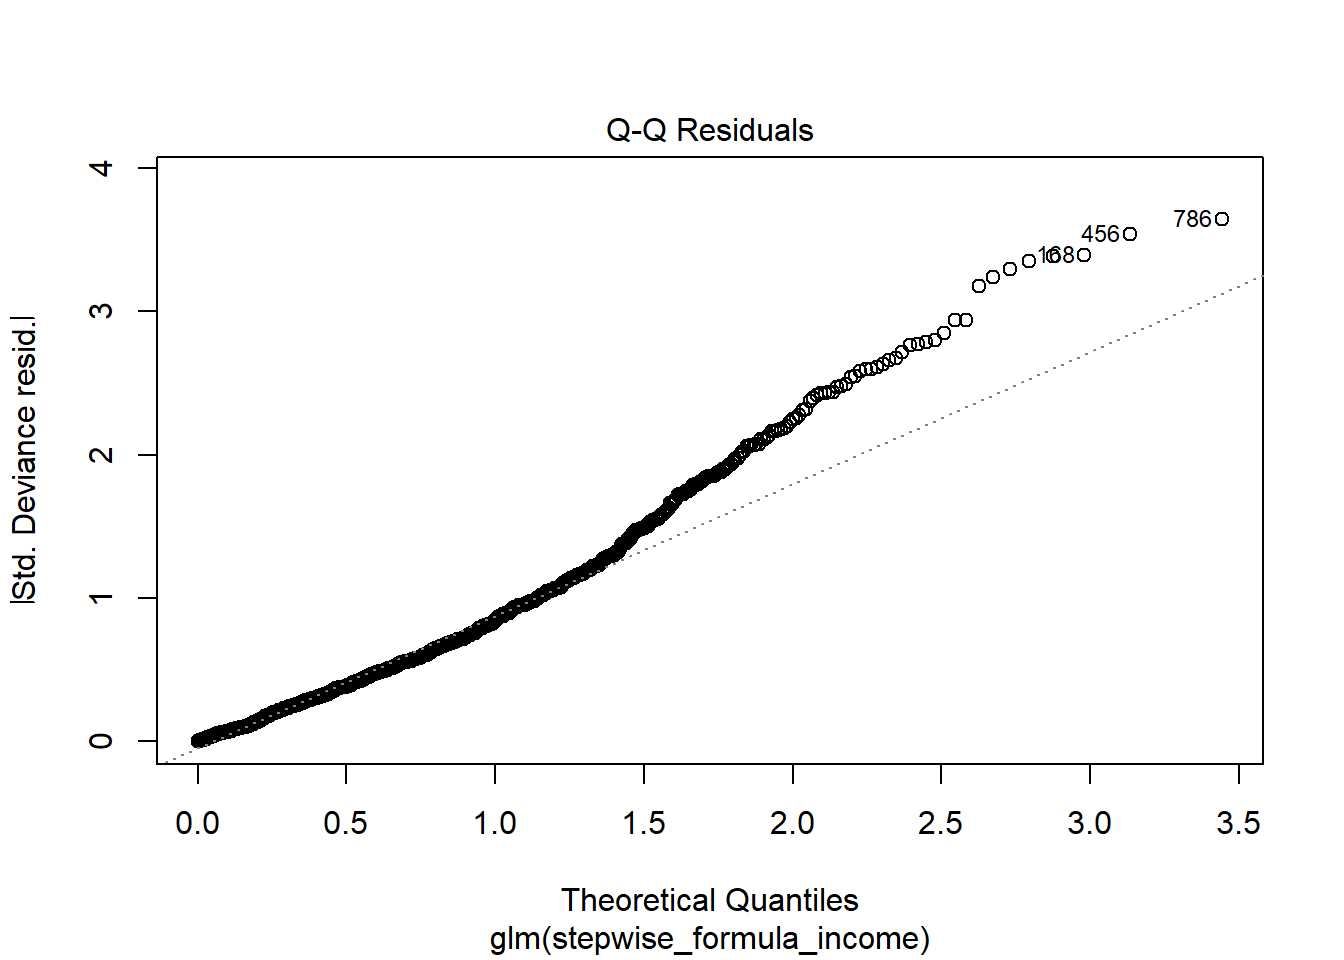 Q-Q Residuals
|Std. Deviance resid.|
4
3
2
1
0
786
456
168
0.0 0.5 1.0 1.5 2.0 2.5 3.0 3.5
Theoretical Quantiles
glm(stepwise_formula_income)